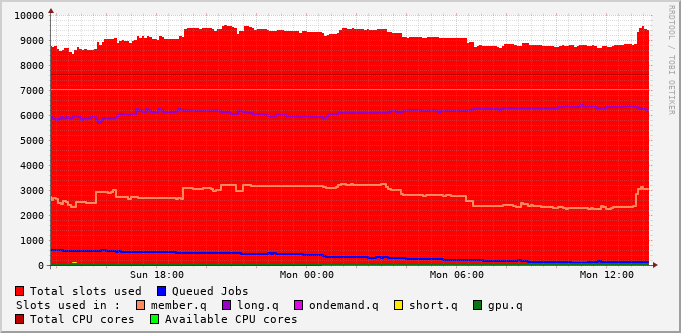 RRDTOOL / TOBI OETIKER
10000
9000
8000
7000
6000
5000
4000
3000
2000
1000
0
Sun 18:00 Mon 00:00 Mon 06:00 Mon 12:00
Total slots used Queued Jobs
Slots used in : member.q long.q ondemand.q short.q gpu.q
Total CPU cores Available CPU cores